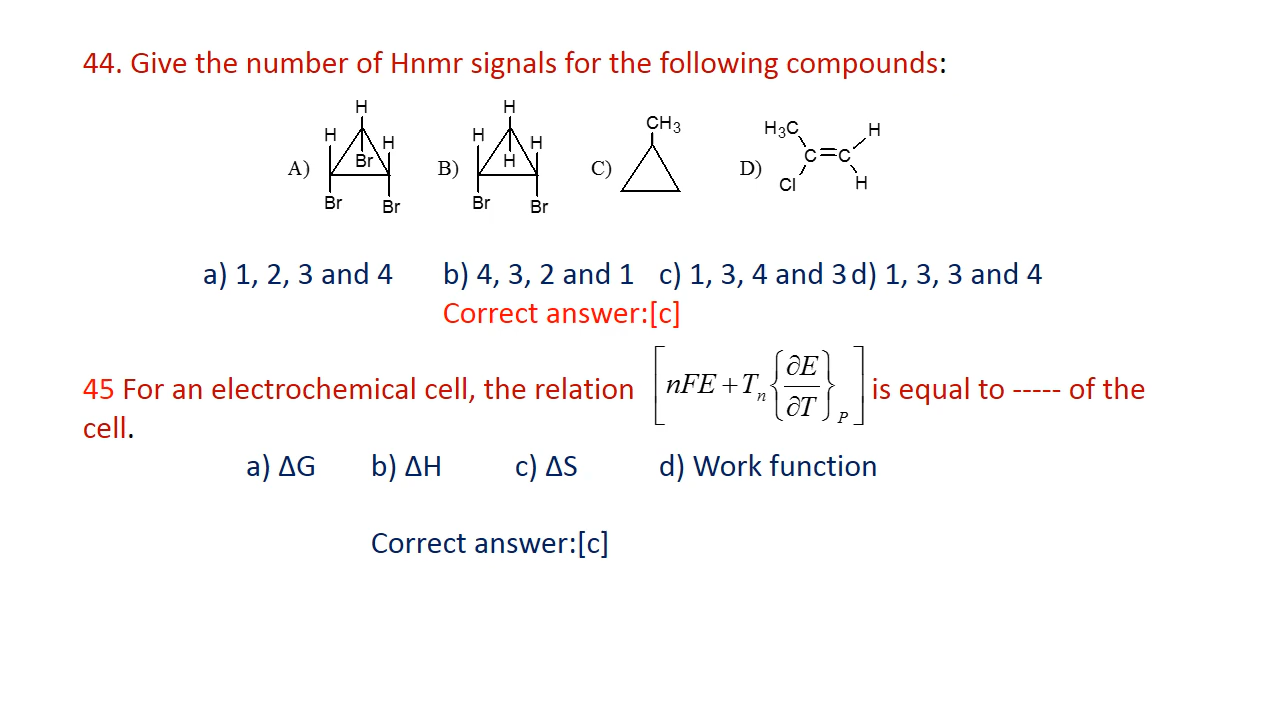 44. Give the number of Hnmr signals for the following compounds:
H H H H
H H CH3 H3C H
A) Br B) H C) D) C=C
Br Br Br Br Cl H
a) 1, 2, 3 and 4 b) 4, 3, 2 and 1 c) 1, 3, 4 and 3 d) 1, 3, 3 and 4
Correct answer:[c]
45 For an electrochemical cell, the relation [nFE + Tn{∂E/∂T}P] is equal to ----- of the
cell.
a) ΔG b) ΔH c) ΔS d) Work function
Correct answer:[c]